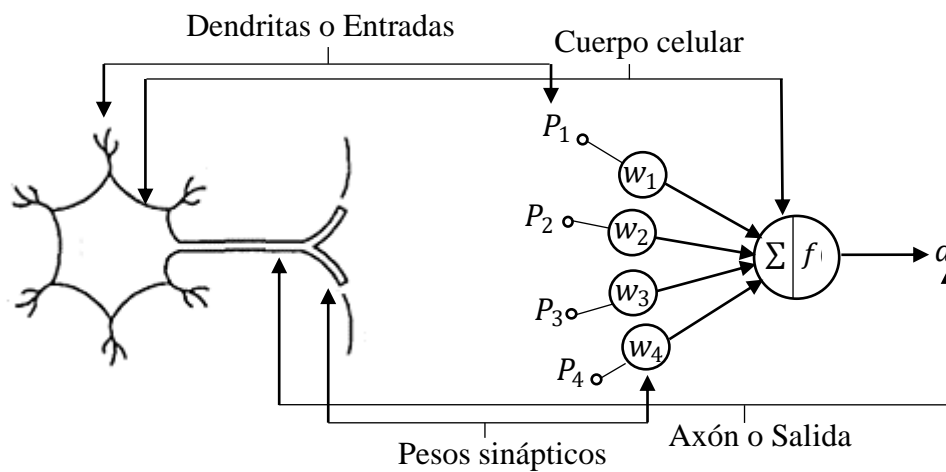 Dendritas o Entradas
Cuerpo celular
P₁
w₁
P₂
w₂
Σ f(
a
w₃
P₃
w₄
P₄
Axón o Salida
Pesos sinápticos